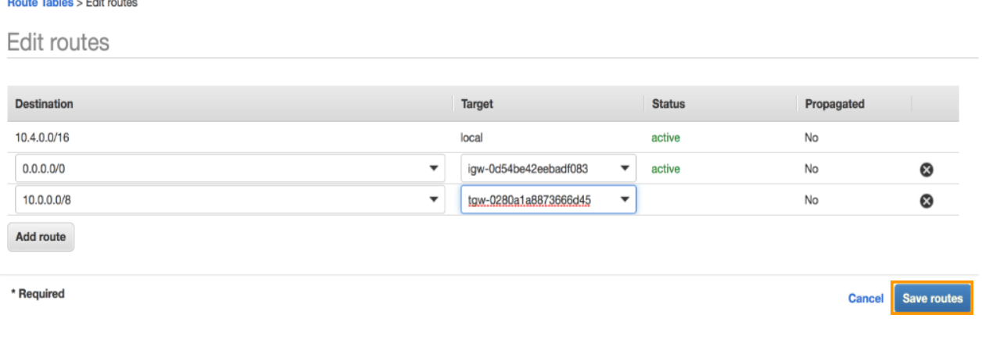 Route Tables > Edit routes
Edit routes
Destination Target Status Propagated
10.4.0.0/16 local active No
0.0.0.0/0 igw-0d54be42eebadf083 active No
10.0.0.0/8 tgw-0280a1a8873666d45 No
Add route
* Required
Cancel Save routes